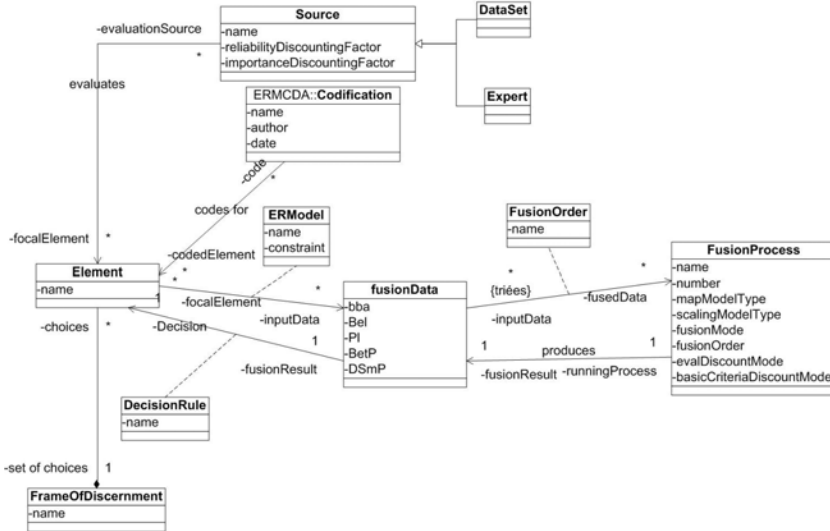 Source
-name
-reliabilityDiscountingFactor
-importanceDiscountingFactor
DataSet
Expert
-evaluationSource
*
evaluates
ERMCDA::Codification
-name
-author
-date
-code
*
codes for
-codedElement
*
-focalElement
*
ERModel
-name
-constraint
FusionOrder
-name
Element
-name
*
-focalElement
*
-inputData
1
-Decision
1
-fusionResult
fusionData
-bba
-Bel
-Pl
-BetP
-DSmP
*
{triées}
-inputData
*
-fusedData
FusionProcess
-name
-number
-mapModelType
-scalingModelType
-fusionMode
-fusionOrder
-evalDiscountMode
-basicCriteriaDiscountMode
1
produces
1
-fusionResult
-runningProcess
-choices
*
DecisionRule
-name
-set of choices
1
FrameOfDiscernment
-name